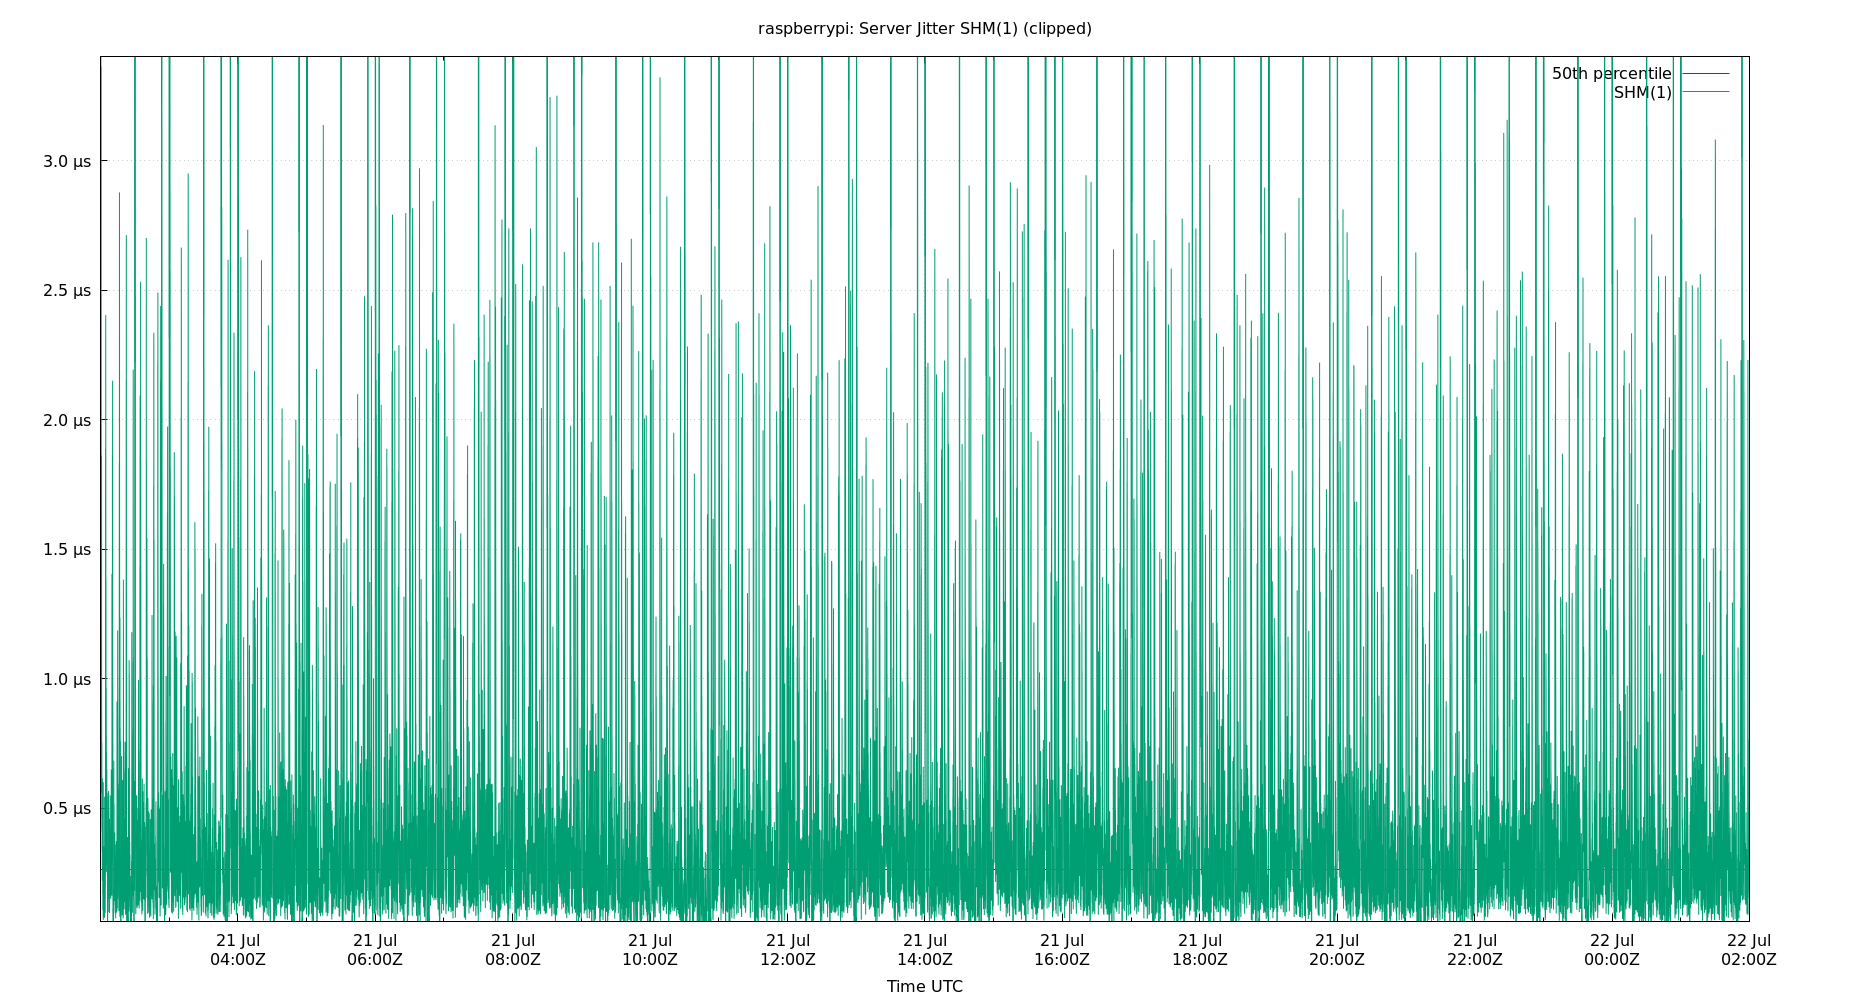 raspberrypi: Server Jitter SHM(1) (clipped)
50th percentile
SHM(1)
3.0 µs
2.5 µs
2.0 µs
1.5 µs
1.0 µs
0.5 µs
21 Jul 21 Jul 21 Jul 21 Jul 21 Jul 21 Jul 21 Jul 21 Jul 21 Jul 21 Jul 22 Jul 22 Jul
04:00Z 06:00Z 08:00Z 10:00Z 12:00Z 14:00Z 16:00Z 18:00Z 20:00Z 22:00Z 00:00Z 02:00Z
Time UTC